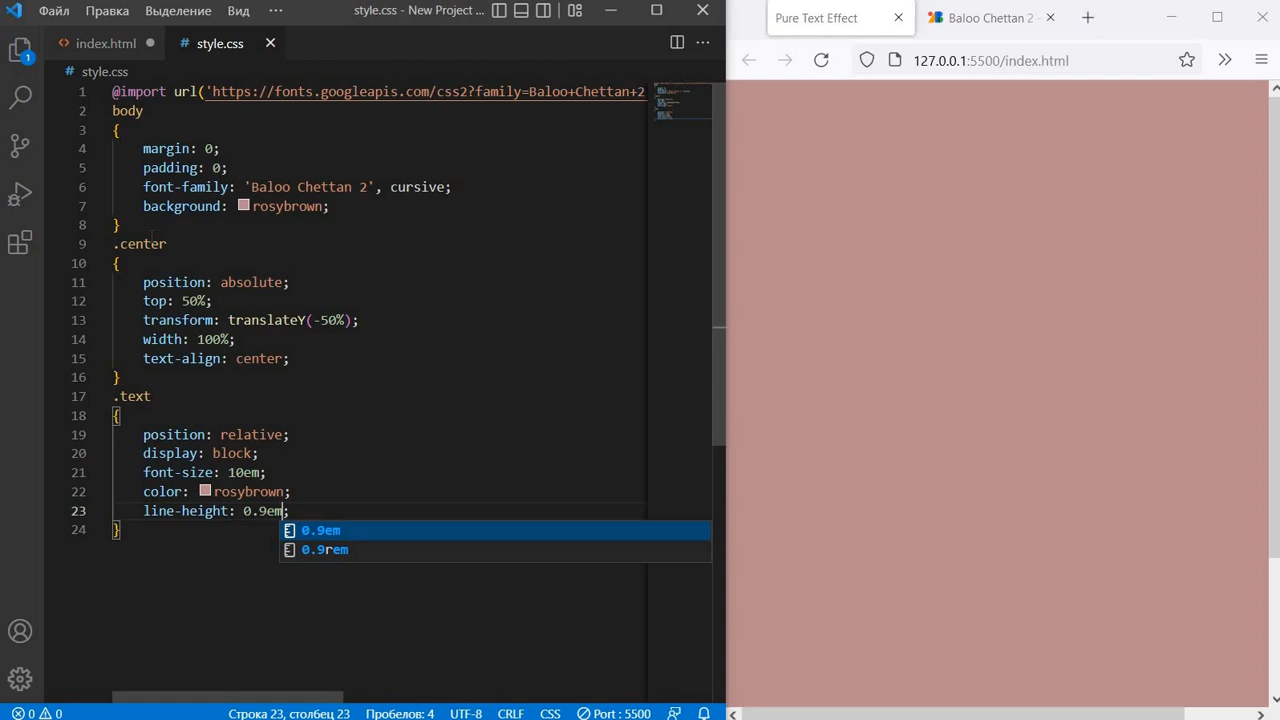 Файл Правка Выделение Вид ... style.css - New Project ...
index.html
style.css
style.css
1 @import url('https://fonts.googleapis.com/css2?family=Baloo+Chettan+2
2 body
3 {
4 margin: 0;
5 padding: 0;
6 font-family: 'Baloo Chettan 2', cursive;
7 background: rosybrown;
8 }
9 .center
10 {
11 position: absolute;
12 top: 50%;
13 transform: translateY(-50%);
14 width: 100%;
15 text-align: center;
16 }
17 .text
18 {
19 position: relative;
20 display: block;
21 font-size: 10em;
22 color: rosybrown;
23 line-height: 0.9em;
24 }
0.9em
0.9rem
1
0 0 Строка 23, столбец 23 Пробелов: 4 UTF-8 CRLF CSS Port : 5500
Pure Text Effect
Baloo Chettan 2 -
127.0.0.1:5500/index.html